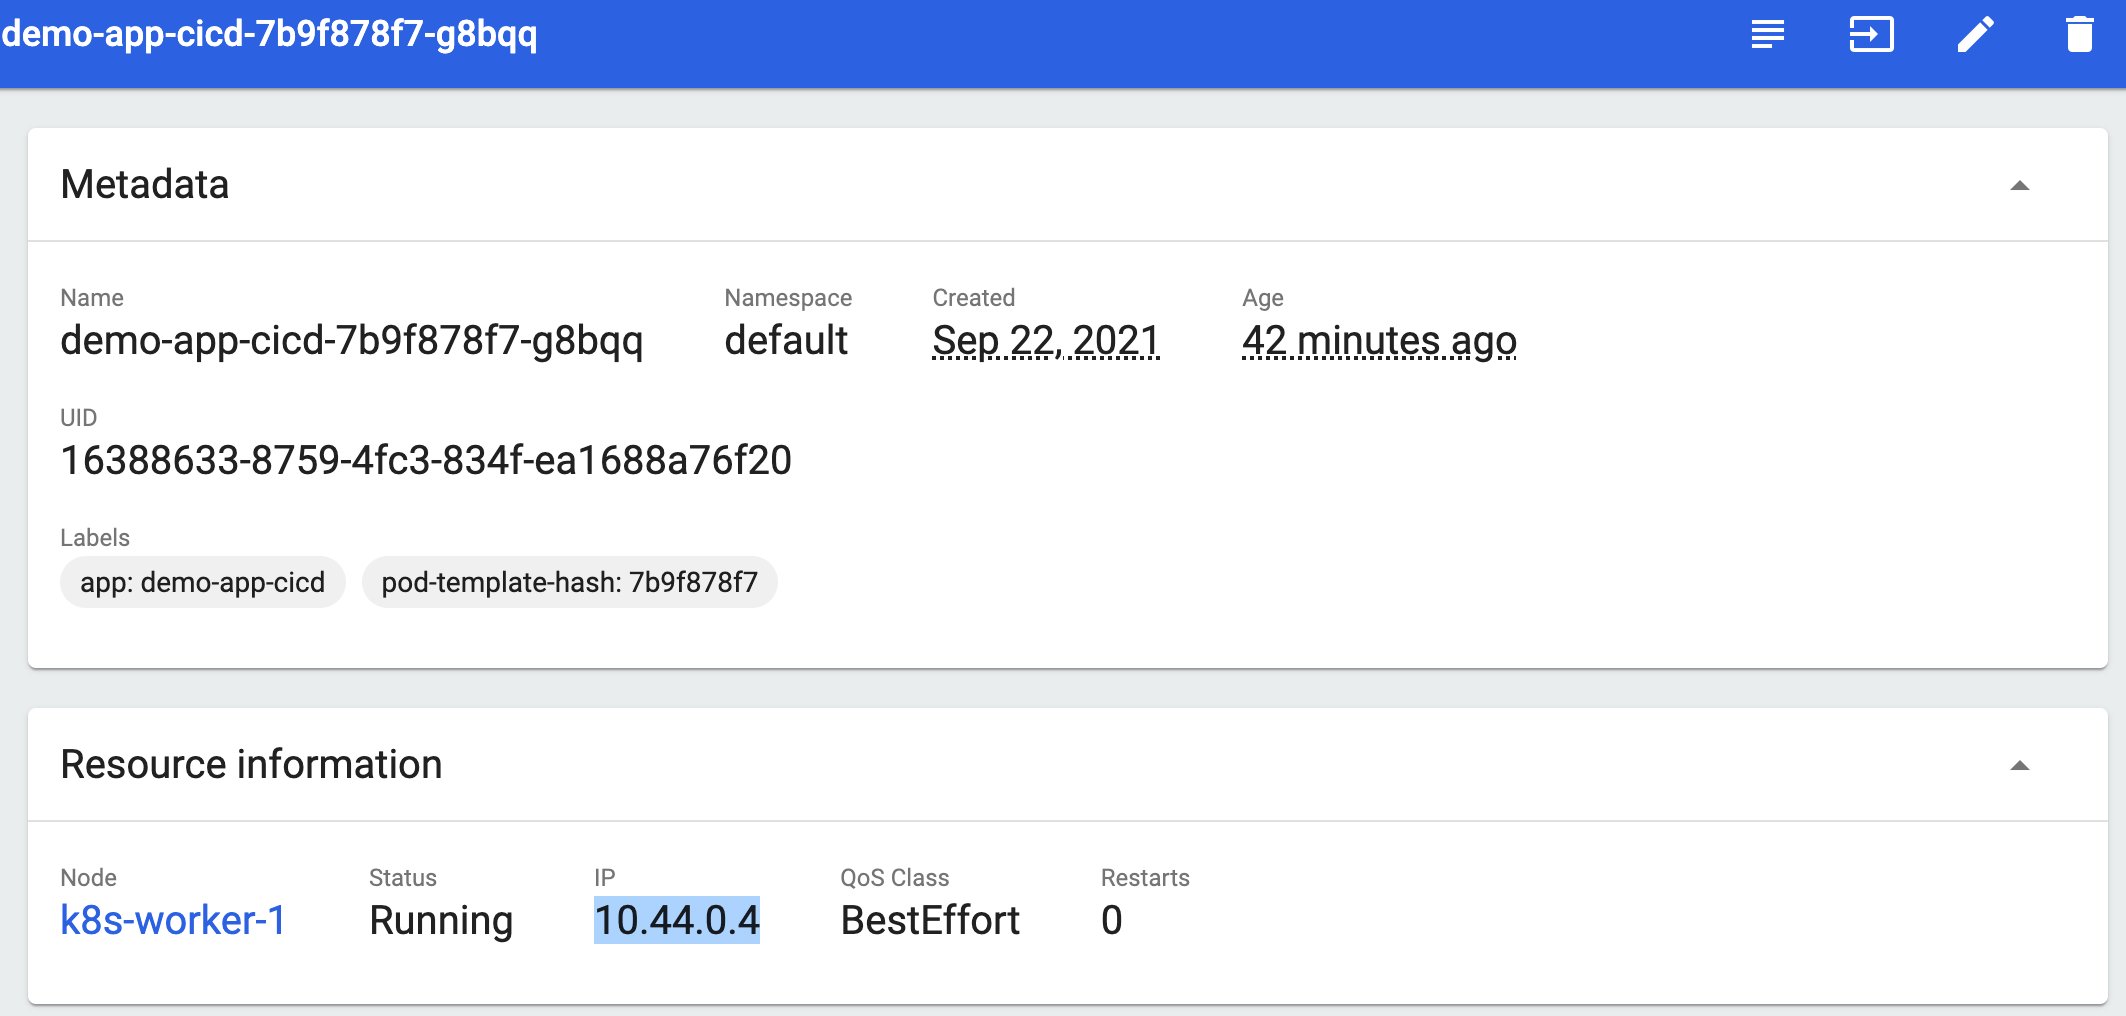 demo-app-cicd-7b9f878f7-g8bqq
Metadata
Name Namespace Created Age
demo-app-cicd-7b9f878f7-g8bqq default Sep 22, 2021 42 minutes ago
UID
16388633-8759-4fc3-834f-ea1688a76f20
Labels
app: demo-app-cicd pod-template-hash: 7b9f878f7
Resource information
Node Status IP QoS Class Restarts
k8s-worker-1 Running 10.44.0.4 BestEffort 0